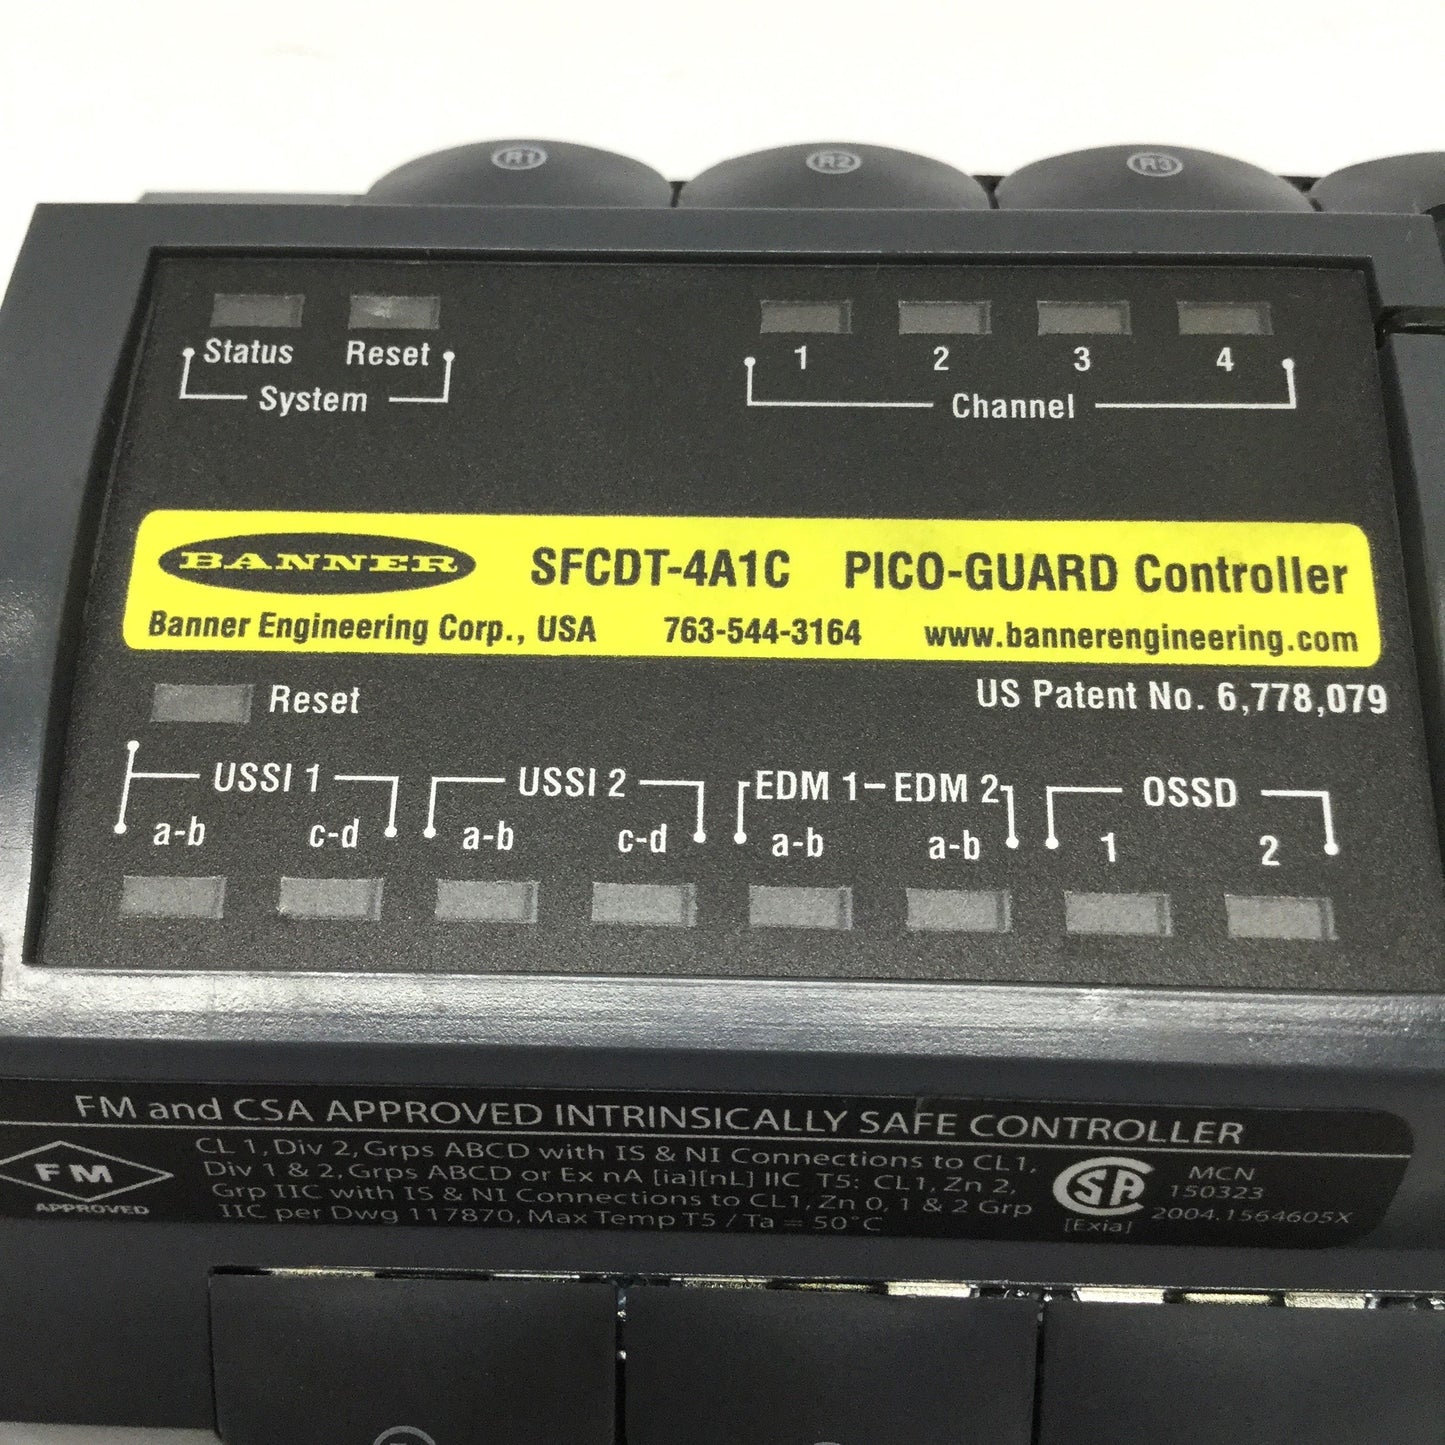 R1 R2 R3
Status Reset
System
1 2 3 4
Channel
BANNER SFCDT-4A1C PICO-GUARD Controller
Banner Engineering Corp., USA 763-544-3164 www.bannerengineering.com
US Patent No. 6,778,079
Reset
USSI 1 USSI 2 EDM 1 EDM 2 OSSD
a-b c-d a-b c-d a-b a-b 1 2
FM and CSA APPROVED INTRINSICALLY SAFE CONTROLLER
FM
APPROVED
CL 1, Div 2, Grps ABCD with IS & NI Connections to CL1,
Div 1 & 2, Grps ABCD or Ex nA [ia][nL] IIC T5: CL1, Zn 2,
Grp IIC with IS & NI Connections to CL1, Zn 0, 1 & 2 Grp
IIC per Dwg 117870, Max Temp T5 / Ta = 50°C
CSA
[Exia]
MCN
150323
2004.1564605X